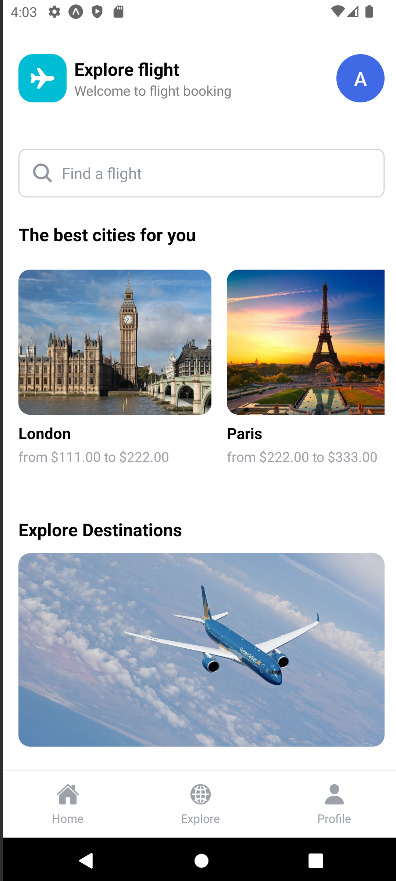 4:03
Explore flight
Welcome to flight booking
A
Find a flight
The best cities for you
London
from $111.00 to $222.00
Paris
from $222.00 to $333.00
Explore Destinations
Home
Explore
Profile